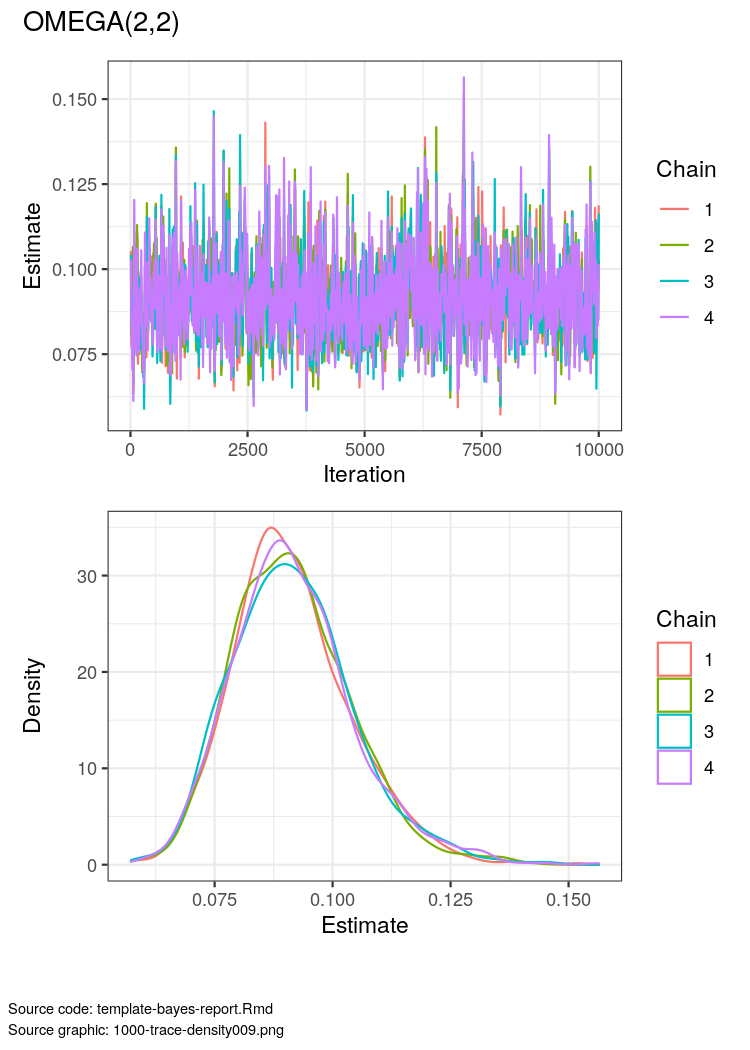 OMEGA(2,2)
0.150
0.125
0.100
0.075
Estimate
0
2500
5000
7500
10000
Iteration
Chain
1
2
3
4
30
20
10
0
Density
0.075
0.100
0.125
0.150
Estimate
Chain
1
2
3
4
Source code: template-bayes-report.Rmd
Source graphic: 1000-trace-density009.png